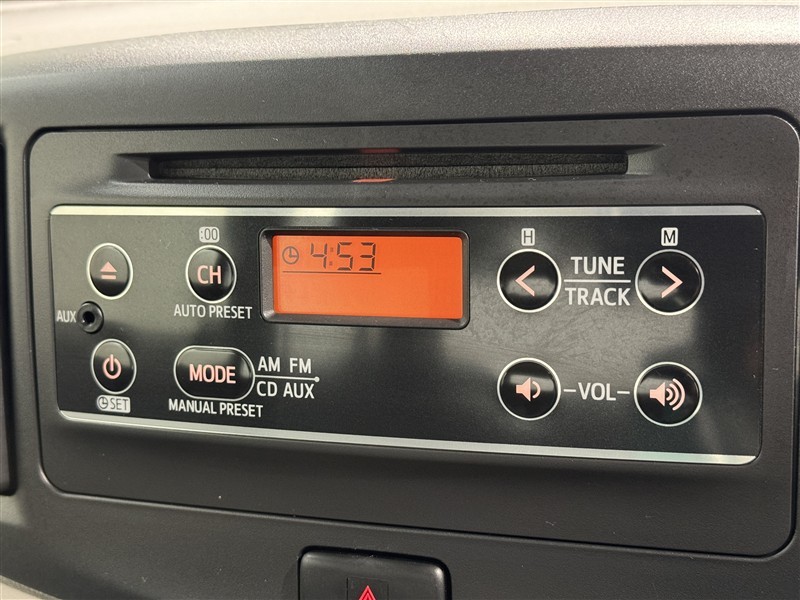 :00
H
M
CH
4:53
TUNE
TRACK
AUTO PRESET
AUX
MODE
AM FM
CD AUX
VOL
SET
MANUAL PRESET